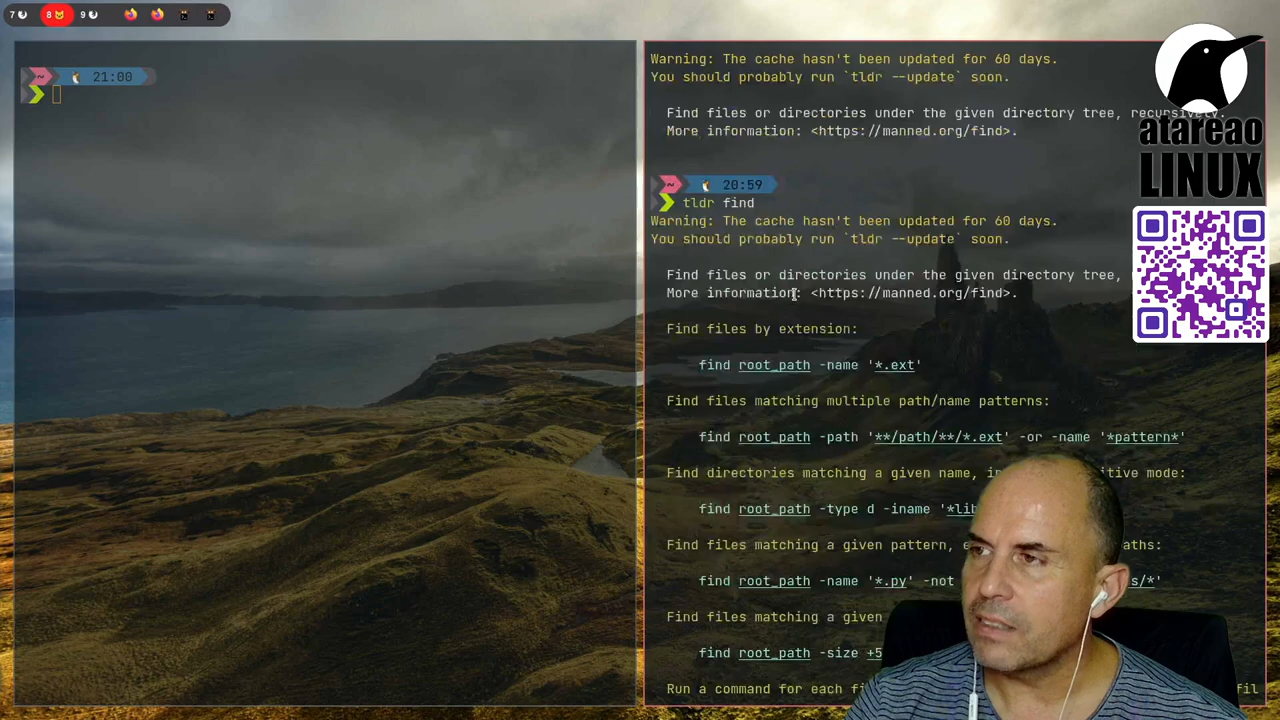 7 8 9
~ 21:00
Warning: The cache hasn't been updated for 60 days.
You should probably run `tldr --update` soon.
Find files or directories under the given directory tree, recursively.
More information: <https://manned.org/find>.
~ 20:59
tldr find
Warning: The cache hasn't been updated for 60 days.
You should probably run `tldr --update` soon.
Find files or directories under the given directory tree,
More information: <https://manned.org/find>.
Find files by extension:
find root_path -name '*.ext'
Find files matching multiple path/name patterns:
find root_path -path '**/path/**/*.ext' -or -name '*pattern*'
Find directories matching a given name, in mode:
find root_path -type d -iname '*lib
Find files matching a given pattern,
find root_path -name '*.py' -not
Find files matching a given
find root_path -size +5
Run a command for each
atareao
LINUX